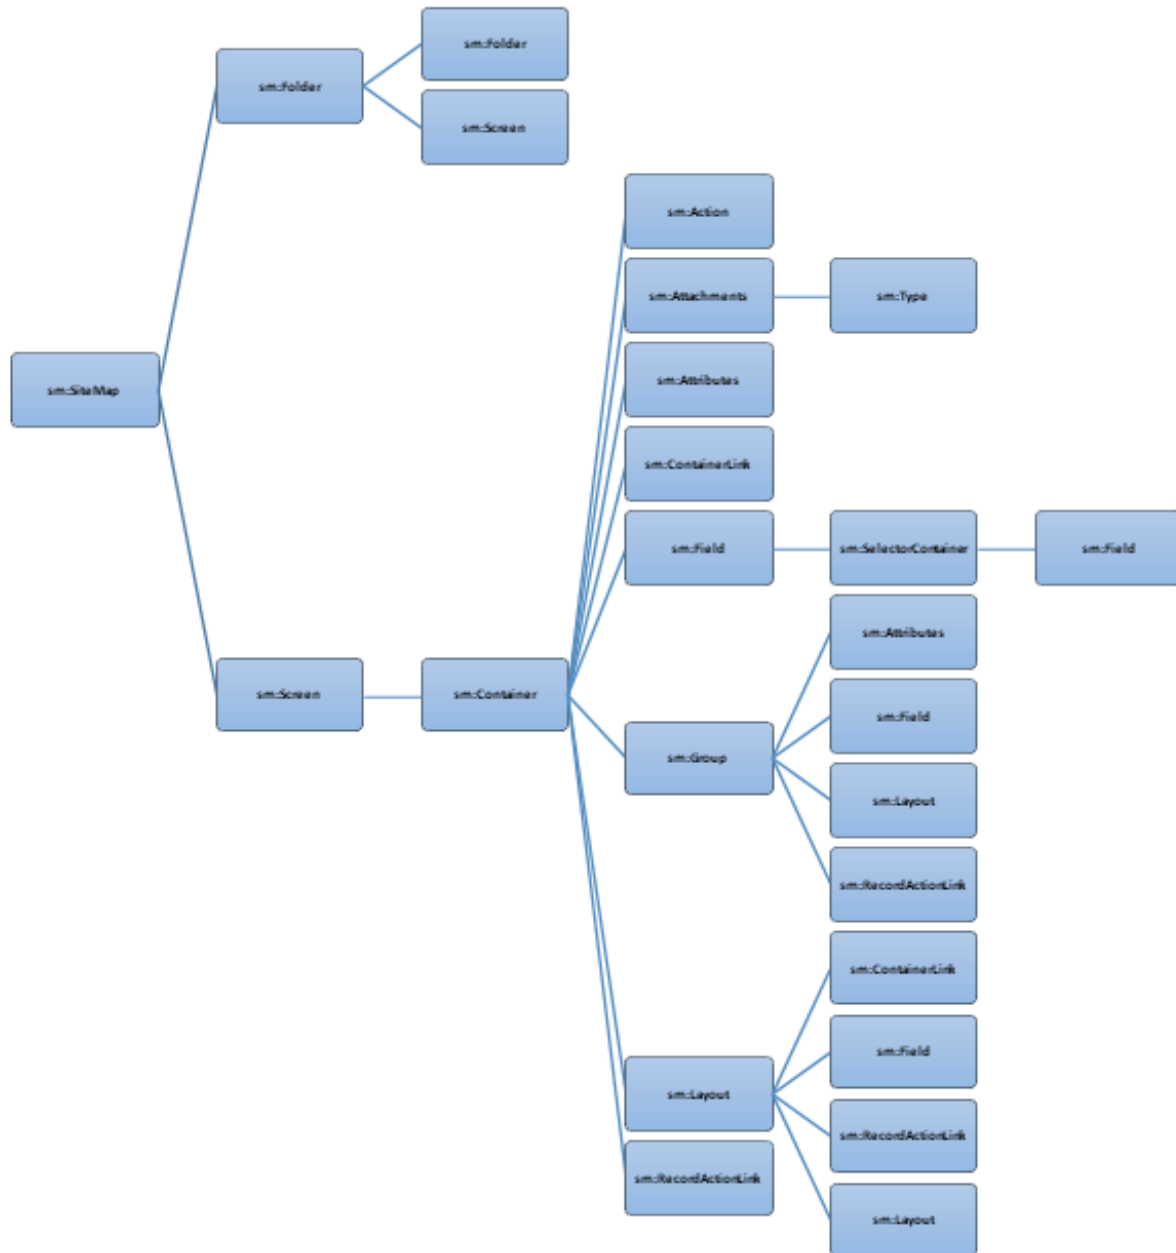 sm:Folder
sm:Folder
sm:Screen
sm:Action
sm:Attachments
sm:Type
sm:SiteMap
sm:Attributes
sm:ContainerLink
sm:Field
sm:SelectorContainer
sm:Field
sm:Attributes
sm:Screen
sm:Container
sm:Field
sm:Group
sm:Layout
sm:RecordActionLink
sm:ContainerLink
sm:Field
sm:Layout
sm:RecordActionLink
sm:RecordActionLink
sm:Layout